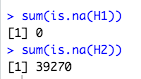 > sum(is.na(H1))
[1] 0
> sum(is.na(H2))
[1] 39270